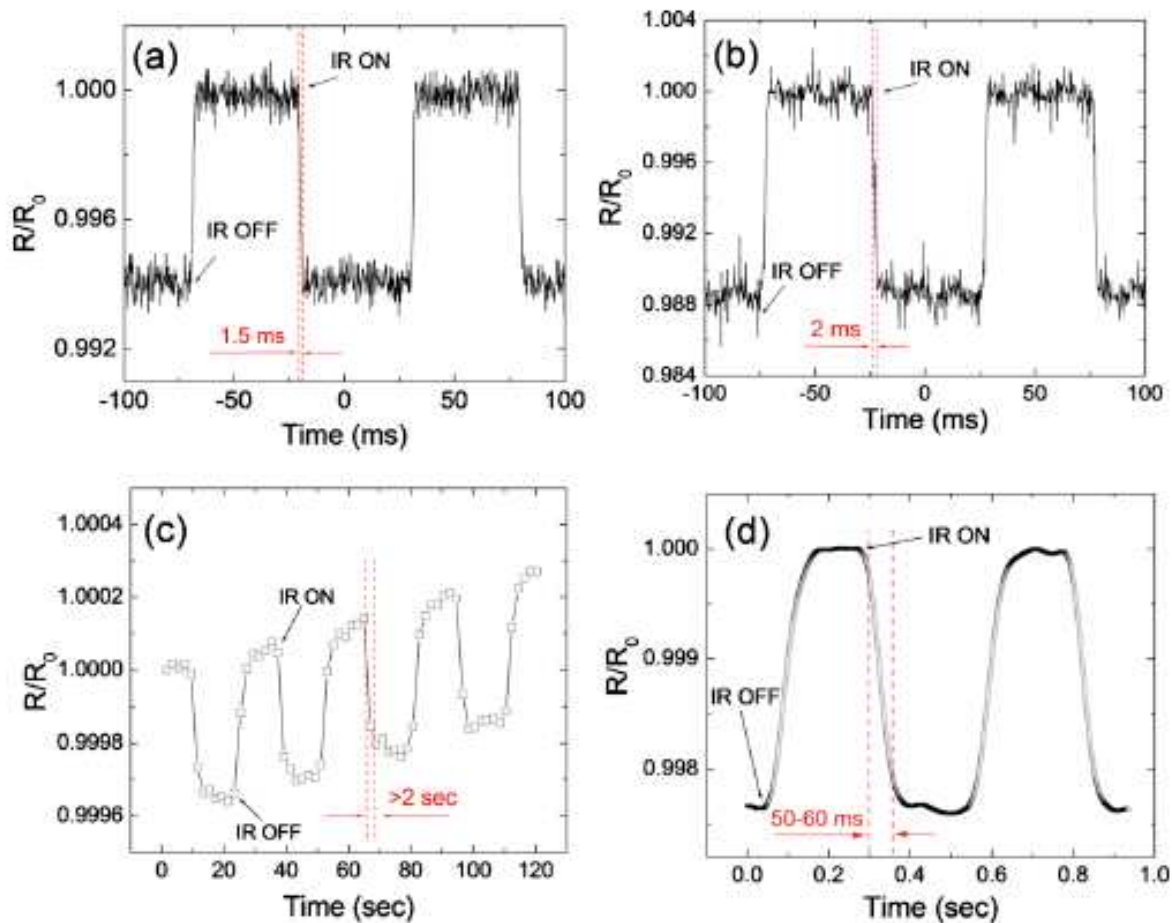 (a)
IR ON
IR OFF
1.5 ms
1.000
0.996
0.992
R/R0
-100 -50 0 50 100
Time (ms)
(b)
IR ON
IR OFF
2 ms
1.004
1.000
0.996
0.992
0.988
0.984
R/R0
-100 -50 0 50 100
Time (ms)
(c)
IR ON
IR OFF
>2 sec
1.0004
1.0002
1.0000
0.9998
0.9996
R/R0
0 20 40 60 80 100 120
Time (sec)
(d)
IR ON
IR OFF
50-60 ms
1.000
0.999
0.998
R/R0
0.0 0.2 0.4 0.6 0.8 1.0
Time (sec)